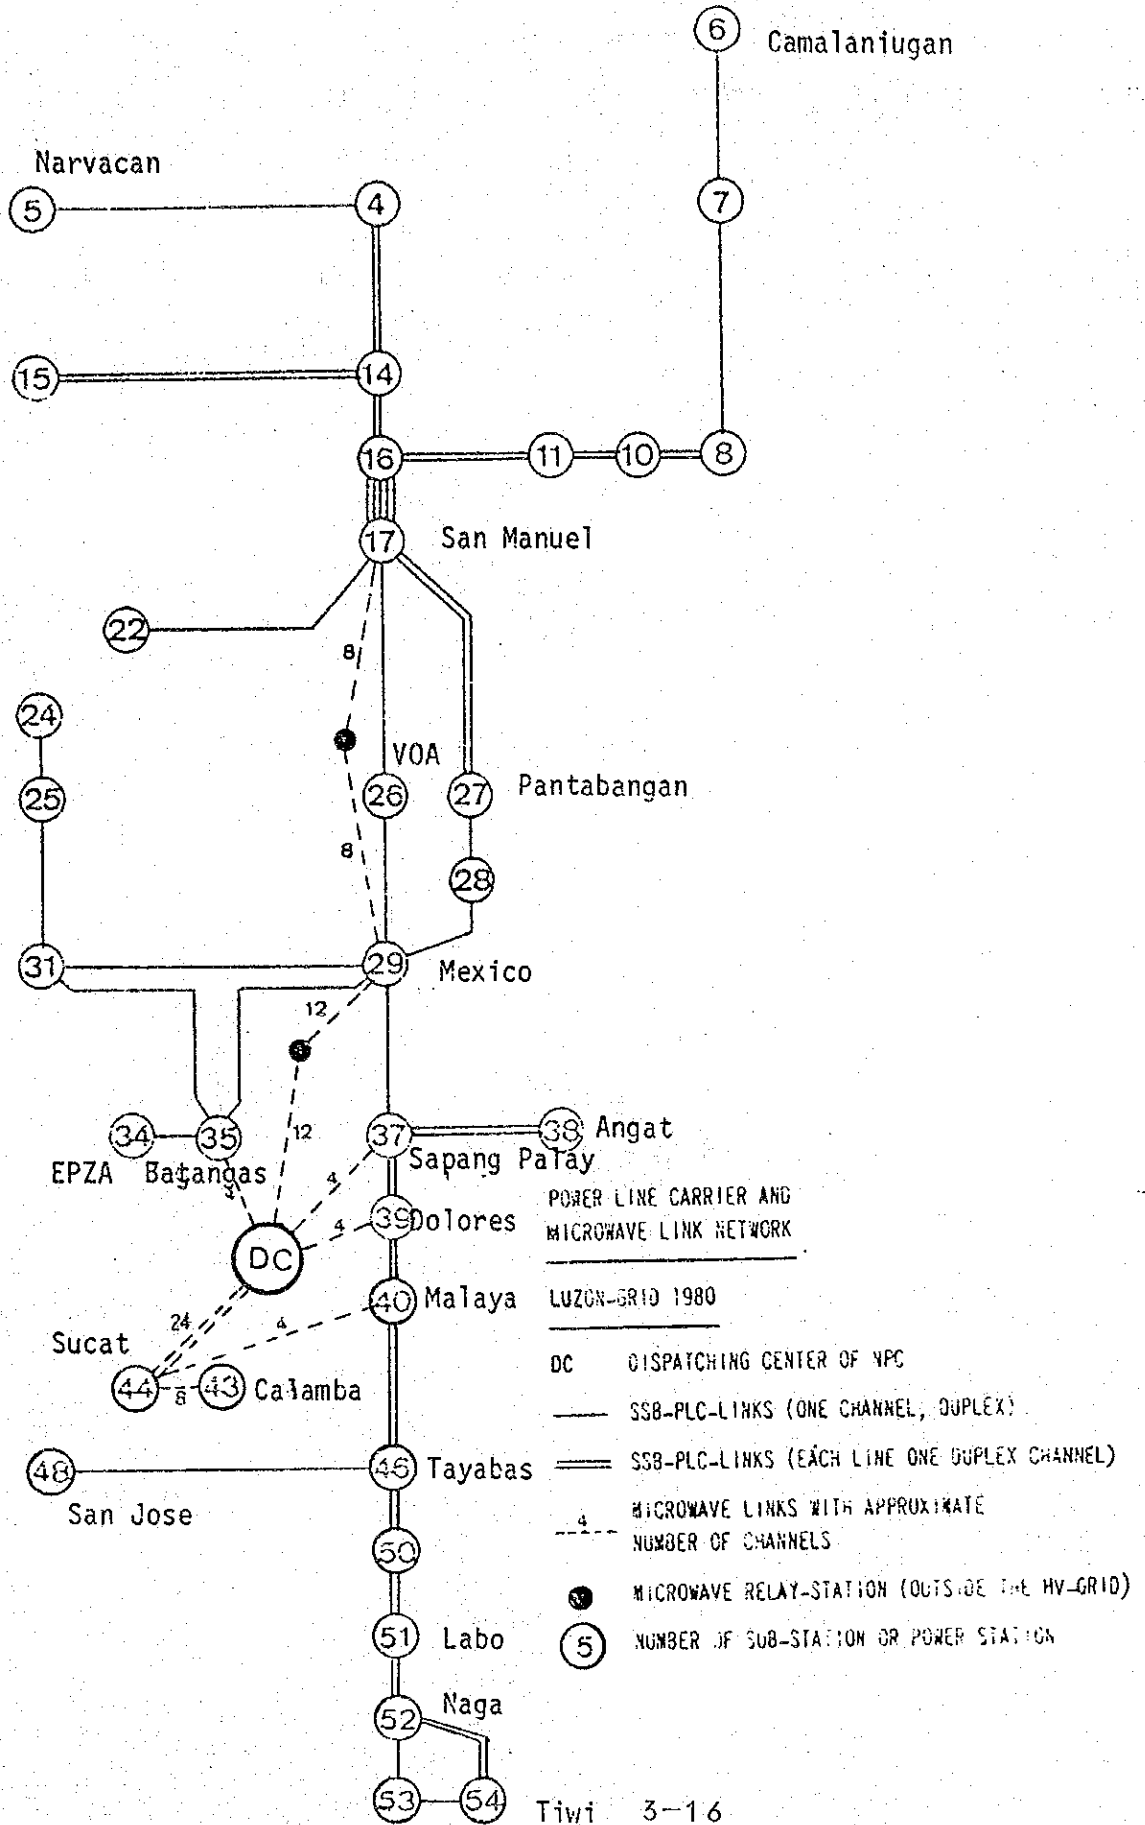 6 Camalaniugan
Narvacan
5 4 7
15 14
16 11 10 8
17 San Manuel
22
8
24
VOA
25 26 27 Pantabangan
8
28
31 29 Mexico
12
34 35 12 37 38 Angat
EPZA Batangas 4 Sapang Palay
3
4 39 Dolores
DC
POWER LINE CARRIER AND
MICROWAVE LINK NETWORK
40 Malaya
LUZON-GRID 1980
24 4
Sucat
44 8 43 Calamba
DC DISPATCHING CENTER OF NPC
SSB-PLC-LINKS (ONE CHANNEL, DUPLEX)
48 46 Tayabas
San Jose
SSB-PLC-LINKS (EACH LINE ONE DUPLEX CHANNEL)
4 MICROWAVE LINKS WITH APPROXIMATE
NUMBER OF CHANNELS
50
MICROWAVE RELAY-STATION (OUTSIDE THE HV-GRID)
51 Labo
5 NUMBER OF SUB-STATION OR POWER STATION
52 Naga
53 54 Tiwi
3-16